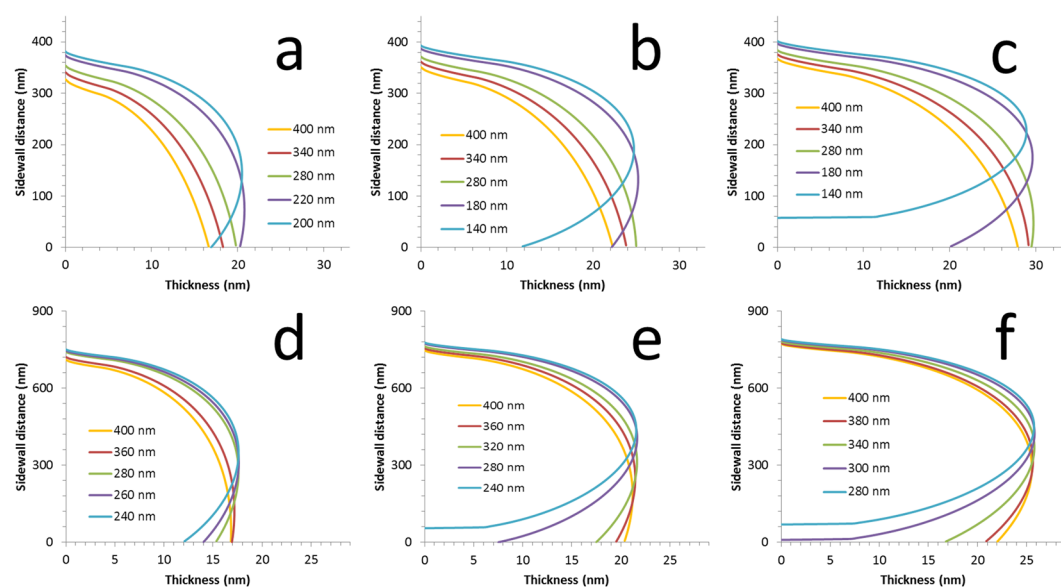 a
Sidewall distance (nm)
400
300
200
100
0
0 10 20 30
Thickness (nm)
400 nm
340 nm
280 nm
220 nm
200 nm
b
Sidewall distance (nm)
400
300
200
100
0
0 10 20 30
Thickness (nm)
400 nm
340 nm
280 nm
180 nm
140 nm
c
Sidewall distance (nm)
400
300
200
100
0
0 10 20 30
Thickness (nm)
400 nm
340 nm
280 nm
180 nm
140 nm
d
Sidewall distance (nm)
900
600
300
0
0 5 10 15 20 25
Thickness (nm)
400 nm
360 nm
280 nm
260 nm
240 nm
e
Sidewall distance (nm)
900
600
300
0
0 5 10 15 20 25
Thickness (nm)
400 nm
360 nm
320 nm
280 nm
240 nm
f
Sidewall distance (nm)
900
600
300
0
0 5 10 15 20 25
Thickness (nm)
400 nm
380 nm
340 nm
300 nm
280 nm